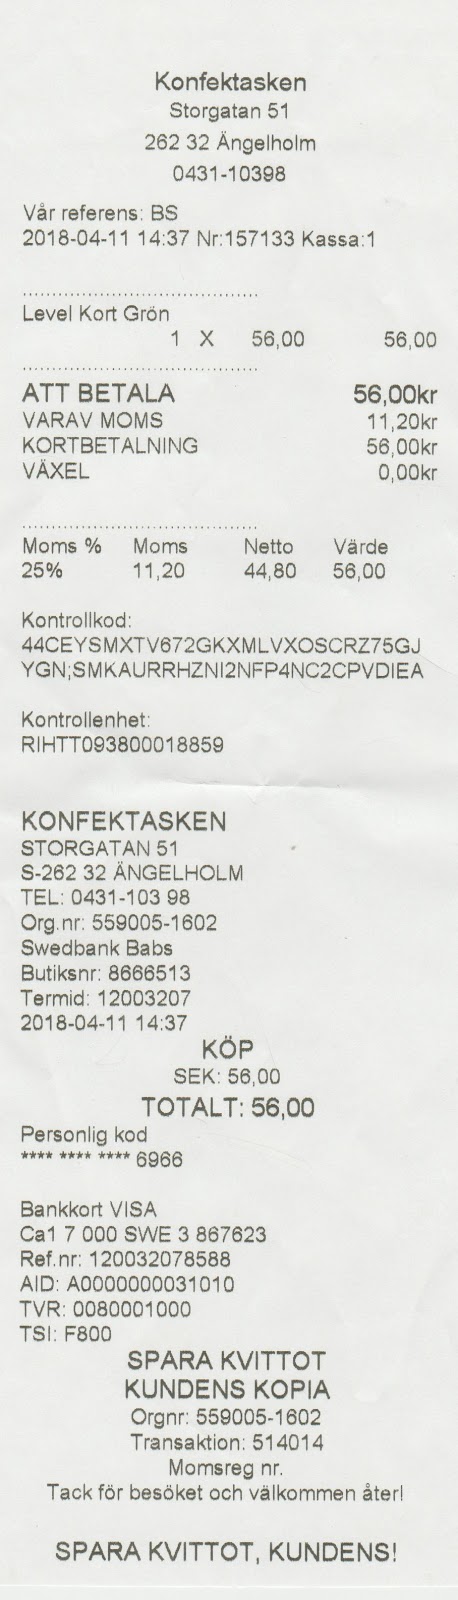 Konfektasken
Storgatan 51
262 32 Ängelholm
0431-10398
Vår referens: BS
2018-04-11 14:37 Nr:157133 Kassa:1
......................................
Level Kort Grön
1 X 56,00 56,00
......................................
ATT BETALA 56,00kr
VARAV MOMS 11,20kr
KORTBETALNING 56,00kr
VÄXEL 0,00kr
......................................
Moms % Moms Netto Värde
25% 11,20 44,80 56,00
Kontrollkod:
44CEYSMXTV672GKXMLVXOSCRZ75GJ
YGN;SMKAURRHZNI2NFP4NC2CPVDIEA
Kontrollenhet:
RIHTT093800018859
KONFEKTASKEN
STORGATAN 51
S-262 32 ÄNGELHOLM
TEL: 0431-103 98
Org.nr: 559005-1602
Swedbank Babs
Butiksnr: 8666513
Termid: 12003207
2018-04-11 14:37
KÖP
SEK: 56,00
TOTALT: 56,00
Personlig kod
**** **** **** 6966
Bankkort VISA
Ca1 7 000 SWE 3 867623
Ref.nr: 120032078588
AID: A0000000031010
TVR: 0080001000
TSI: F800
SPARA KVITTOT
KUNDENS KOPIA
Orgnr: 559005-1602
Transaktion: 514014
Momsreg nr.
Tack för besöket och välkommen åter!
SPARA KVITTOT, KUNDENS!